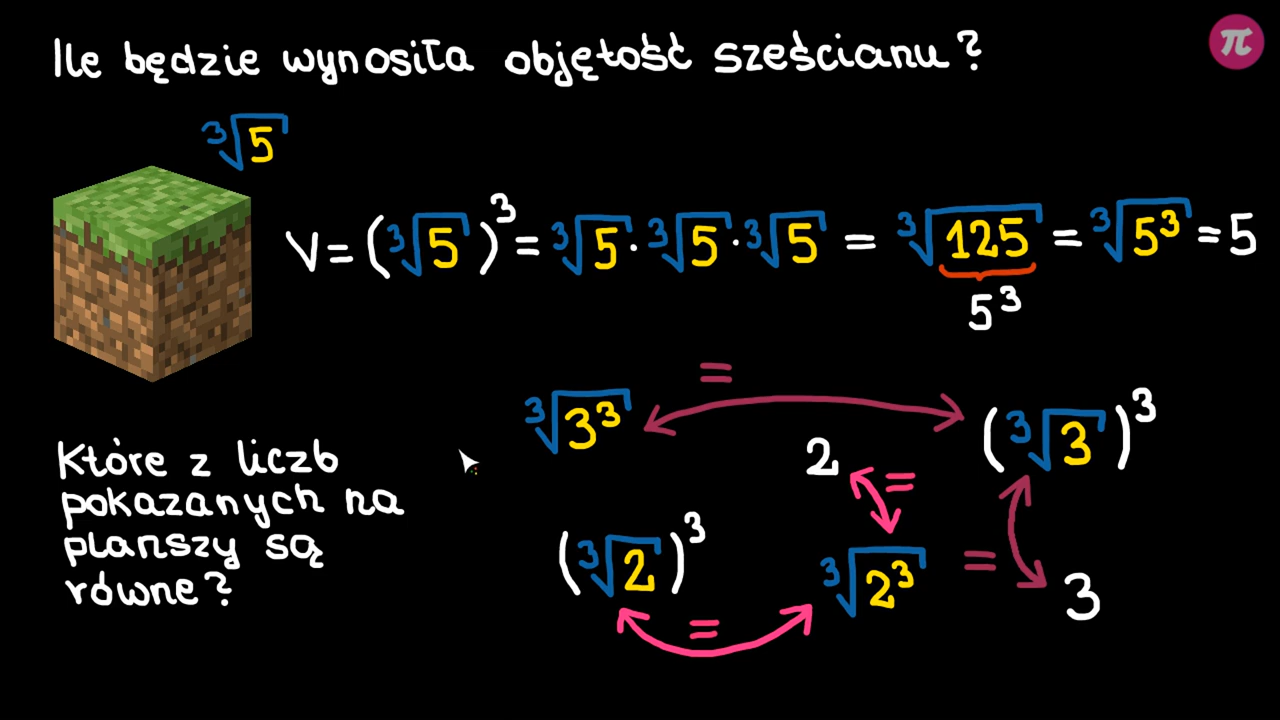 Ile będzie wynosiła objętość sześcianu?
π
∛5
V = (∛5)³ = ∛5 · ∛5 · ∛5 = ∛125 = ∛5³ = 5
5³
=
∛3³
(∛3)³
2
=
Które z liczb
pokazanych na
planszy są
równe?
(∛2)³
∛2³
=
3
=